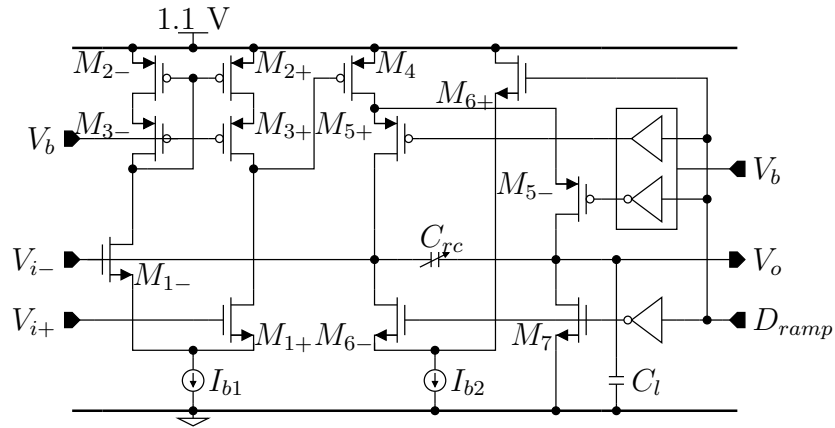 1.1 V
M2− M2+ M4
M6+
M3− M3+ M5+
Vb Vb
M5−
Crc
Vi− Vo
M1−
Vi+ M1+ M6− M7 Dramp
Ib1 Ib2 Cl